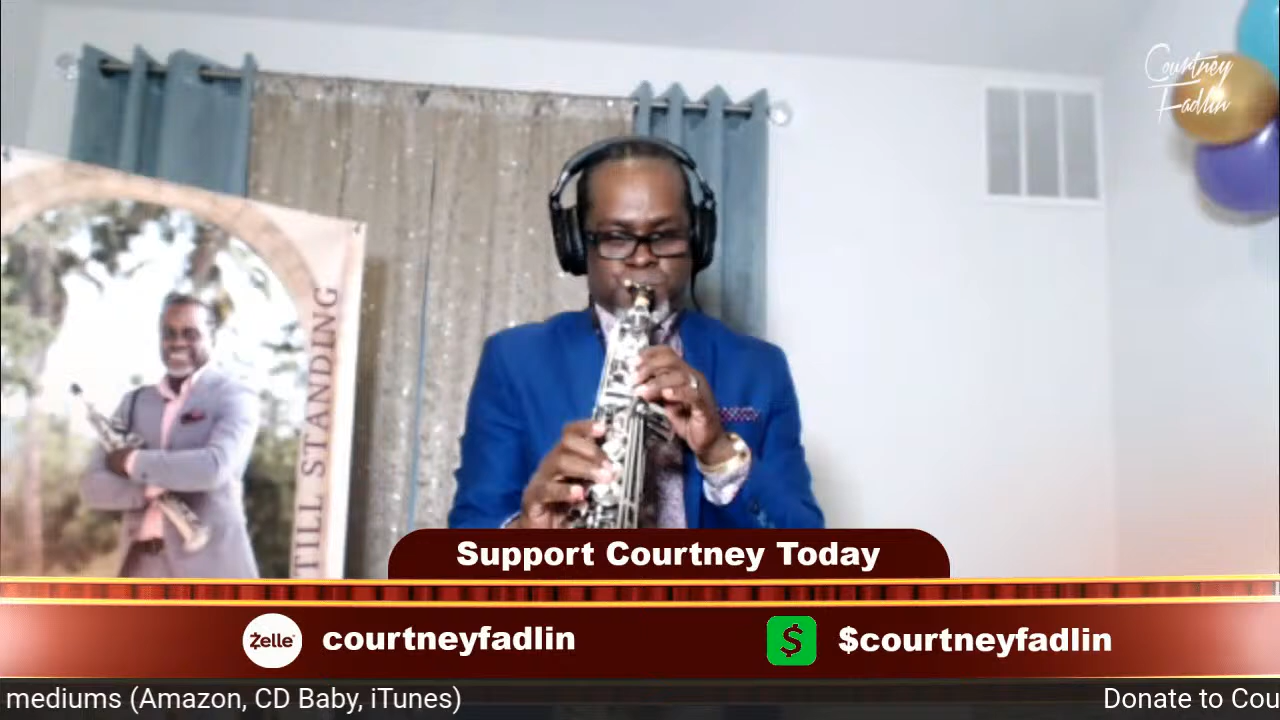 Courtney
Fadlin
TILL STANDING
Support Courtney Today
Zelle
courtneyfadlin
$
$courtneyfadlin
mediums (Amazon, CD Baby, iTunes)
Donate to Cou